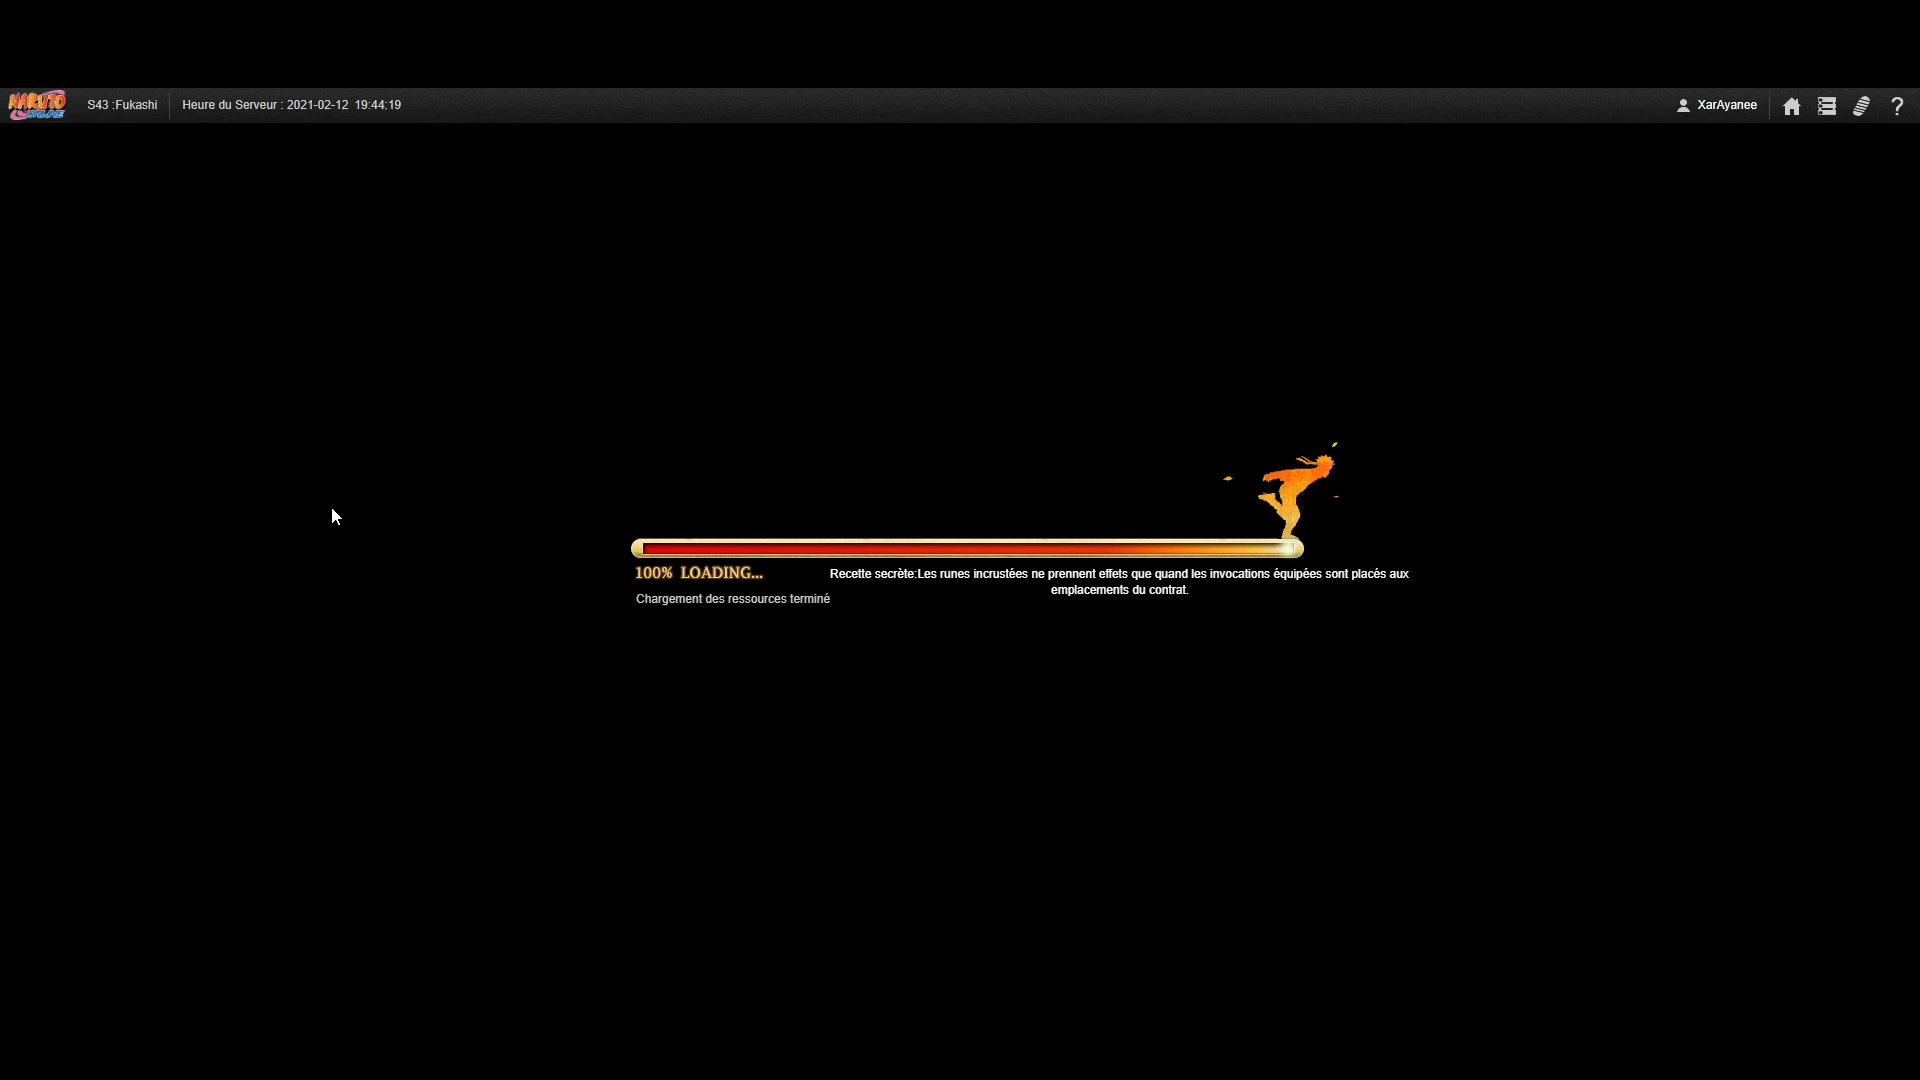 NARUTO
ONLINE
S43 :Fukashi
Heure du Serveur : 2021-02-12 19:44:19
XarAyanee
?
100% LOADING...
Recette secrète:Les runes incrustées ne prennent effets que quand les invocations équipées sont placés aux
emplacements du contrat.
Chargement des ressources terminé